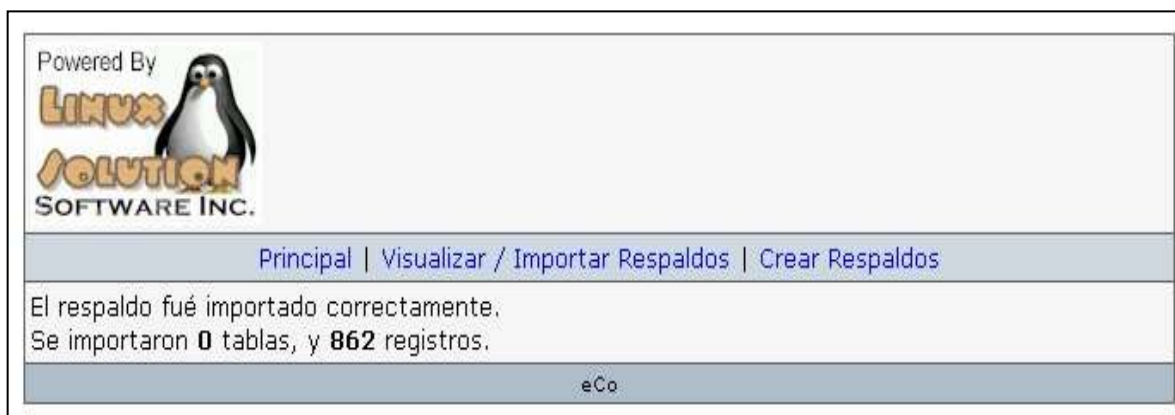 Powered By
LINUX
SOLUTION
SOFTWARE INC.
Principal | Visualizar / Importar Respaldos | Crear Respaldos
El respaldo fué importado correctamente.
Se importaron 0 tablas, y 862 registros.
eCo